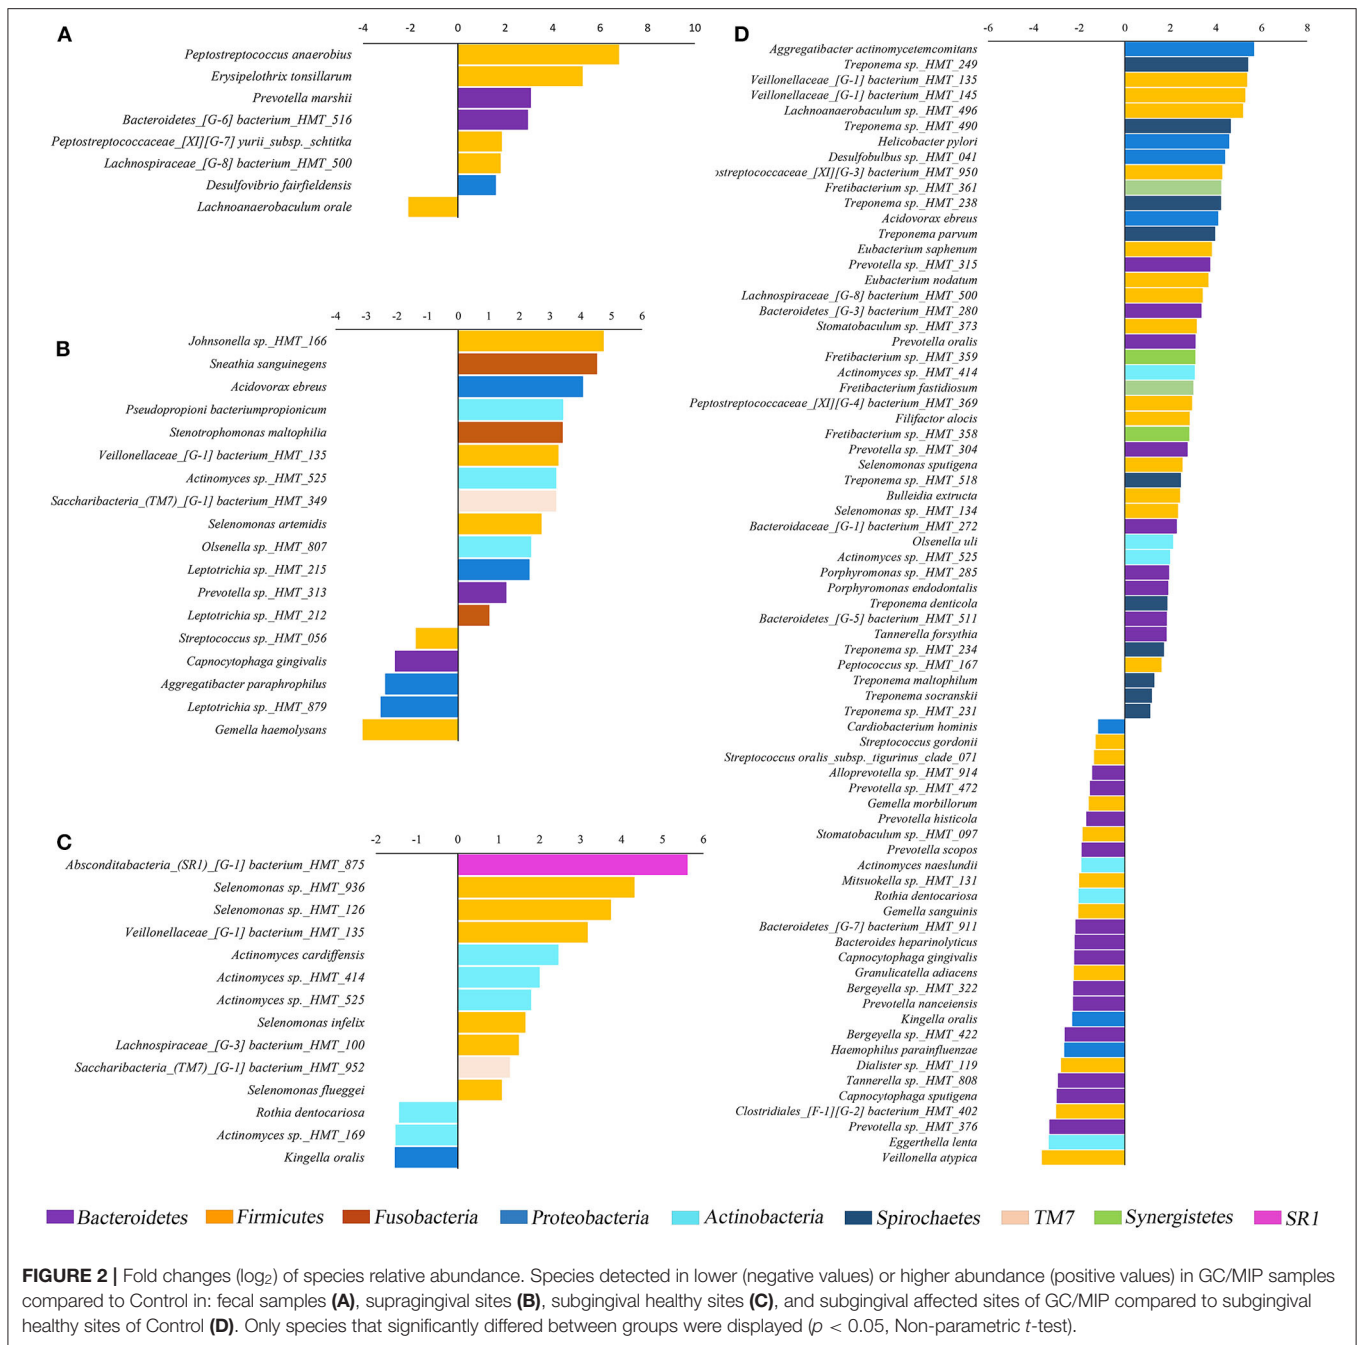 A
-4 -2 0 2 4 6 8 10
Peptostreptococcus anaerobius
Erysipelothrix tonsillarum
Prevotella marshii
Bacteroidetes_[G-6] bacterium_HMT_516
Peptostreptococcaceae_[XI][G-7] yurii_subsp._schtitka
Lachnospiraceae_[G-8] bacterium_HMT_500
Desulfovibrio fairfieldensis
Lachnoanaerobaculum orale
B
-4 -3 -2 -1 0 1 2 3 4 5 6
Johnsonella sp._HMT_166
Sneathia sanguinegens
Acidovorax ebreus
Pseudopropioni bacteriumpropionicum
Stenotrophomonas maltophilia
Veillonellaceae_[G-1] bacterium_HMT_135
Actinomyces sp._HMT_525
Saccharibacteria_(TM7)_[G-1] bacterium_HMT_349
Selenomonas artemidis
Olsenella sp._HMT_807
Leptotrichia sp._HMT_215
Prevotella sp._HMT_313
Leptotrichia sp._HMT_212
Streptococcus sp._HMT_056
Capnocytophaga gingivalis
Aggregatibacter paraphrophilus
Leptotrichia sp._HMT_879
Gemella haemolysans
C
-2 -1 0 1 2 3 4 5 6
Absconditabacteria_(SR1)_[G-1] bacterium_HMT_875
Selenomonas sp._HMT_936
Selenomonas sp._HMT_126
Veillonellaceae_[G-1] bacterium_HMT_135
Actinomyces cardiffensis
Actinomyces sp._HMT_414
Actinomyces sp._HMT_525
Selenomonas infelix
Lachnospiraceae_[G-3] bacterium_HMT_100
Saccharibacteria_(TM7)_[G-1] bacterium_HMT_952
Selenomonas flueggei
Rothia dentocariosa
Actinomyces sp._HMT_169
Kingella oralis
D
-6 -4 -2 0 2 4 6 8
Aggregatibacter actinomycetemcomitans
Treponema sp._HMT_249
Veillonellaceae_[G-1] bacterium_HMT_135
Veillonellaceae_[G-1] bacterium_HMT_145
Lachnoanaerobaculum sp._HMT_496
Treponema sp._HMT_490
Helicobacter pylori
Desulfobulbus sp._HMT_041
ostreptococcaceae_[XI][G-3] bacterium_HMT_950
Fretibacterium sp._HMT_361
Treponema sp._HMT_238
Acidovorax ebreus
Treponema parvum
Eubacterium saphenum
Prevotella sp._HMT_315
Eubacterium nodatum
Lachnospiraceae_[G-8] bacterium_HMT_500
Bacteroidetes_[G-3] bacterium_HMT_280
Stomatobaculum sp._HMT_373
Prevotella oralis
Fretibacterium sp._HMT_359
Actinomyces sp._HMT_414
Fretibacterium fastidiosum
Peptostreptococcaceae_[XI][G-4] bacterium_HMT_369
Filifactor alocis
Fretibacterium sp._HMT_358
Prevotella sp._HMT_304
Selenomonas sputigena
Treponema sp._HMT_518
Bulleidia extructa
Selenomonas sp._HMT_134
Bacteroidaceae_[G-1] bacterium_HMT_272
Olsenella uli
Actinomyces sp._HMT_525
Porphyromonas sp._HMT_285
Porphyromonas endodontalis
Treponema denticola
Bacteroidetes_[G-5] bacterium_HMT_511
Tannerella forsythia
Treponema sp._HMT_234
Peptococcus sp._HMT_167
Treponema maltophilum
Treponema socranskii
Treponema sp._HMT_231
Cardiobacterium hominis
Streptococcus gordonii
Streptococcus oralis_subsp._tigurinus_clade_071
Alloprevotella sp._HMT_914
Prevotella sp._HMT_472
Gemella morbillorum
Prevotella histicola
Stomatobaculum sp._HMT_097
Prevotella scopos
Actinomyces naeslundii
Mitsuokella sp._HMT_131
Rothia dentocariosa
Gemella sanguinis
Bacteroidetes_[G-7] bacterium_HMT_911
Bacteroides heparinolyticus
Capnocytophaga gingivalis
Granulicatella adiacens
Bergeyella sp._HMT_322
Prevotella nanceiensis
Kingella oralis
Bergeyella sp._HMT_422
Haemophilus parainfluenzae
Dialister sp._HMT_119
Tannerella sp._HMT_808
Capnocytophaga sputigena
Clostridiales_[F-1][G-2] bacterium_HMT_402
Prevotella sp._HMT_376
Eggerthella lenta
Veillonella atypica
Bacteroidetes Firmicutes Fusobacteria Proteobacteria Actinobacteria Spirochaetes TM7 Synergistetes SR1
FIGURE 2 | Fold changes (log₂) of species relative abundance. Species detected in lower (negative values) or higher abundance (positive values) in GC/MIP samples
compared to Control in: fecal samples (A), supragingival sites (B), subgingival healthy sites (C), and subgingival affected sites of GC/MIP compared to subgingival
healthy sites of Control (D). Only species that significantly differed between groups were displayed (p < 0.05, Non-parametric t-test).